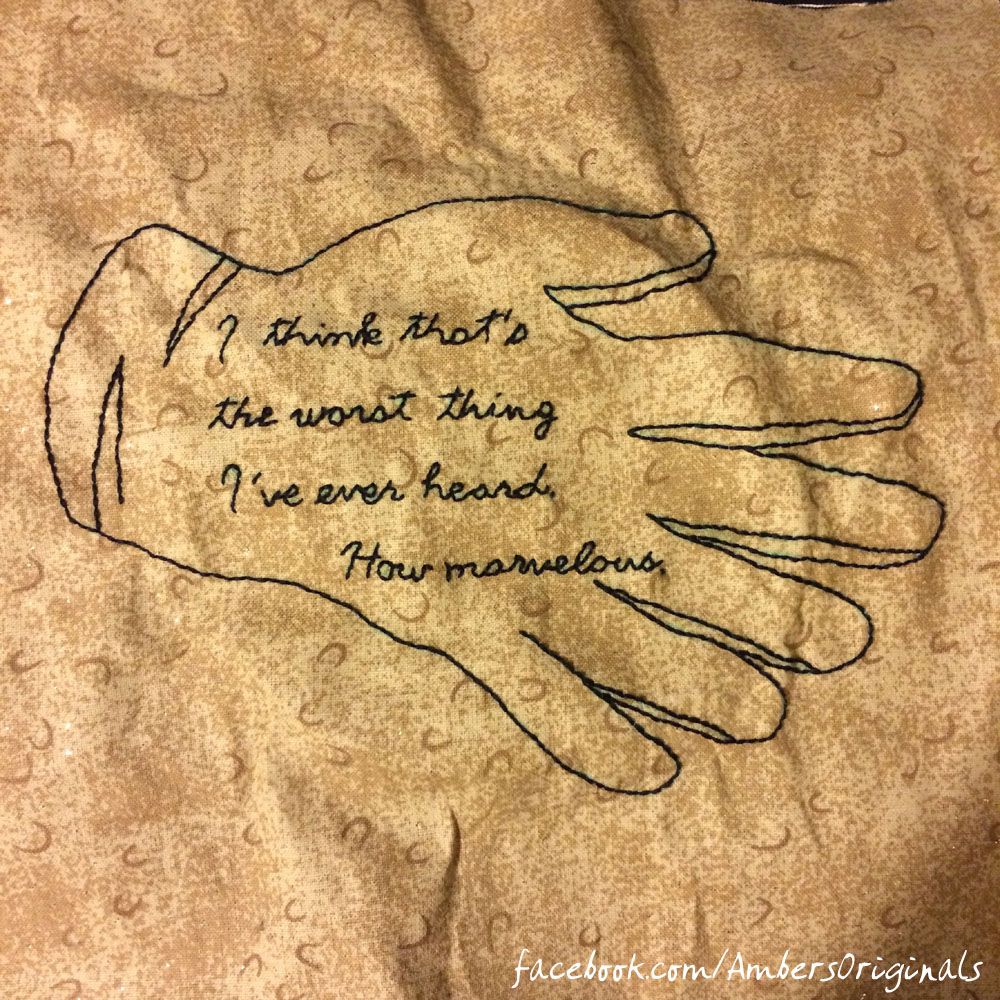 I think that's
the worst thing
I've ever heard.
How marvelous.
facebook.com/AmbersOriginals